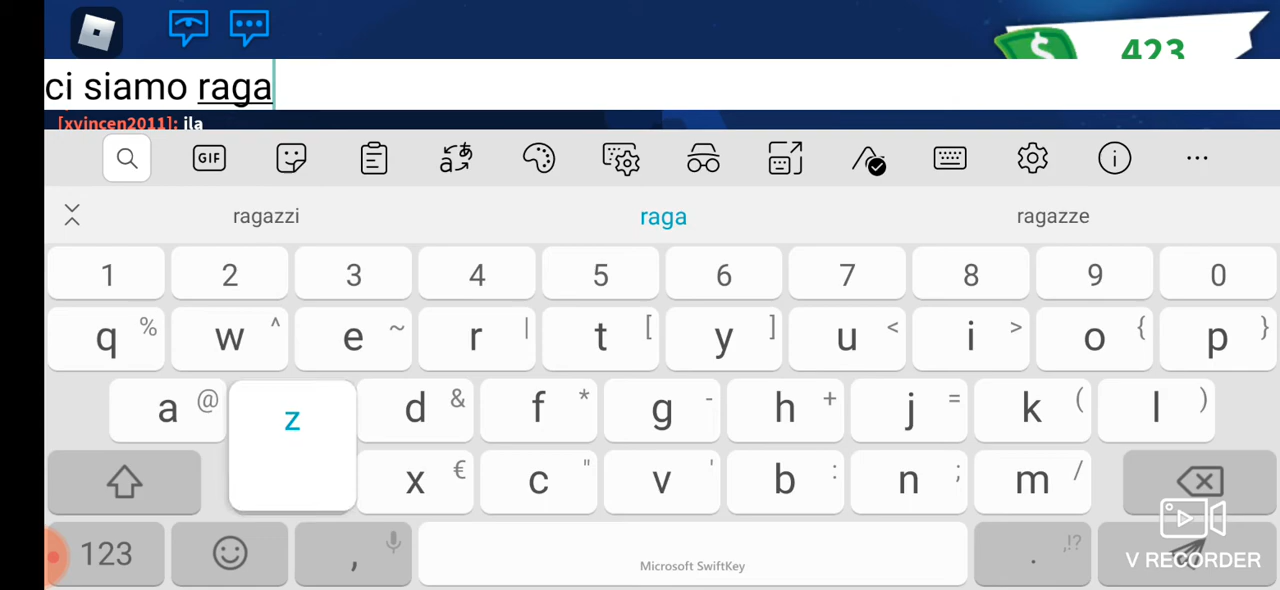 423
ci siamo raga
[xvincen2011]: ila
GIF
ragazzi raga ragazze
1 2 3 4 5 6 7 8 9 0
q % w ^ e ~ r | t [ y ] u < i > o { p }
a @ z d & f * g - h + j = k ( l )
x € c " v ' b : n ; m /
123 , Microsoft SwiftKey . ,!?
V RECORDER